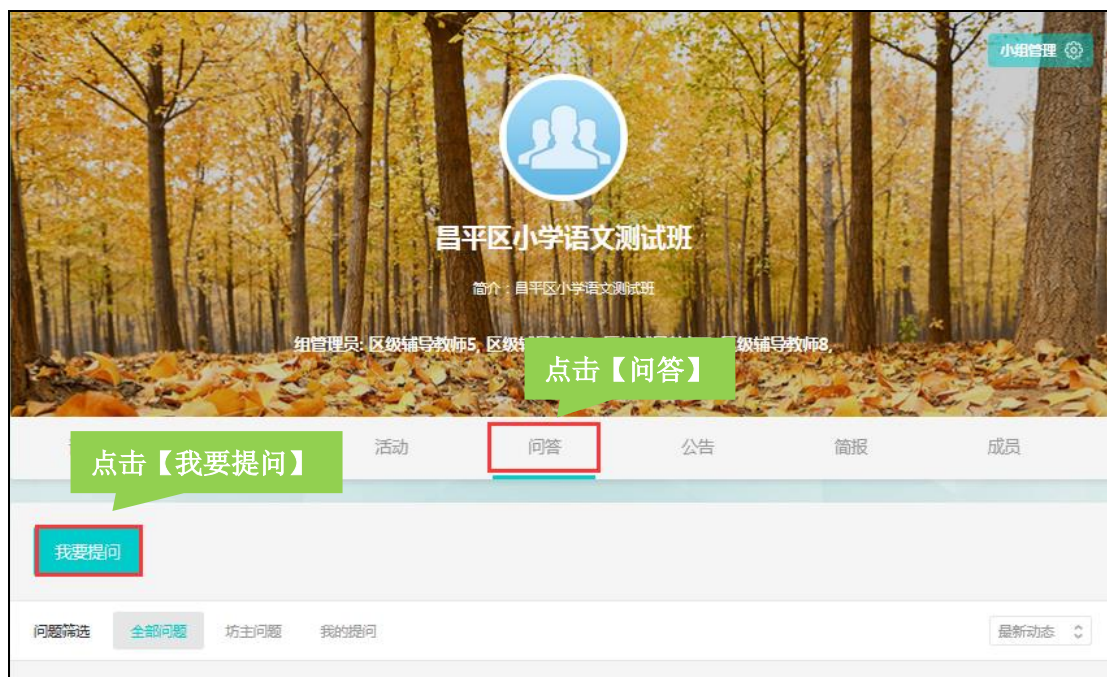 小组管理
昌平区小学语文测试班
简介：昌平区小学语文测试班
组管理员: 区级辅导教师5, 区级 级辅导教师8,
点击【问答】
活动 问答 公告 简报 成员
点击【我要提问】
我要提问
问题筛选 全部问题 坊主问题 我的提问 最新动态